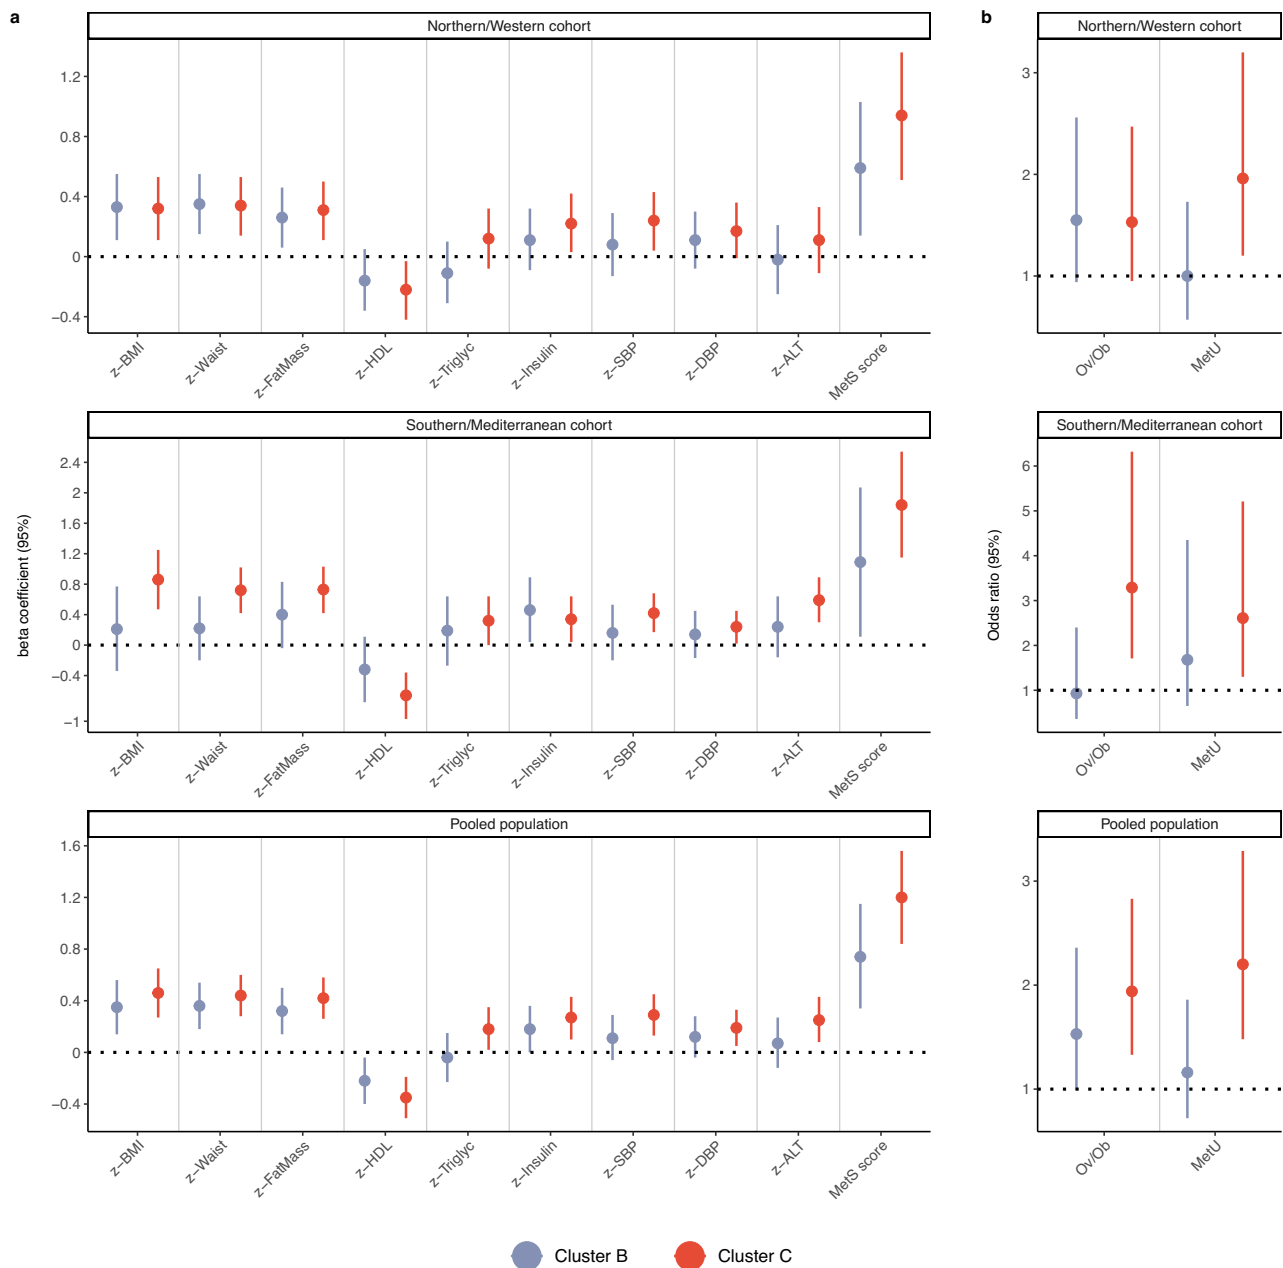 a
b
Northern/Western cohort
Northern/Western cohort
1.2
0.8
0.4
0
−0.4
3
2
1
z−BMI
z−Waist
z−FatMass
z−HDL
z−Triglyc
z−Insulin
z−SBP
z−DBP
z−ALT
MetS score
Ov/Ob
MetU
Southern/Mediterranean cohort
Southern/Mediterranean cohort
beta coefficient (95%)
2.4
2
1.6
1.2
0.8
0.4
0
−0.4
−1
Odds ratio (95%)
6
5
4
3
2
1
z−BMI
z−Waist
z−FatMass
z−HDL
z−Triglyc
z−Insulin
z−SBP
z−DBP
z−ALT
MetS score
Ov/Ob
MetU
Pooled population
Pooled population
1.6
1.2
0.8
0.4
0
−0.4
3
2
1
z−BMI
z−Waist
z−FatMass
z−HDL
z−Triglyc
z−Insulin
z−SBP
z−DBP
z−ALT
MetS score
Ov/Ob
MetU
Cluster B
Cluster C